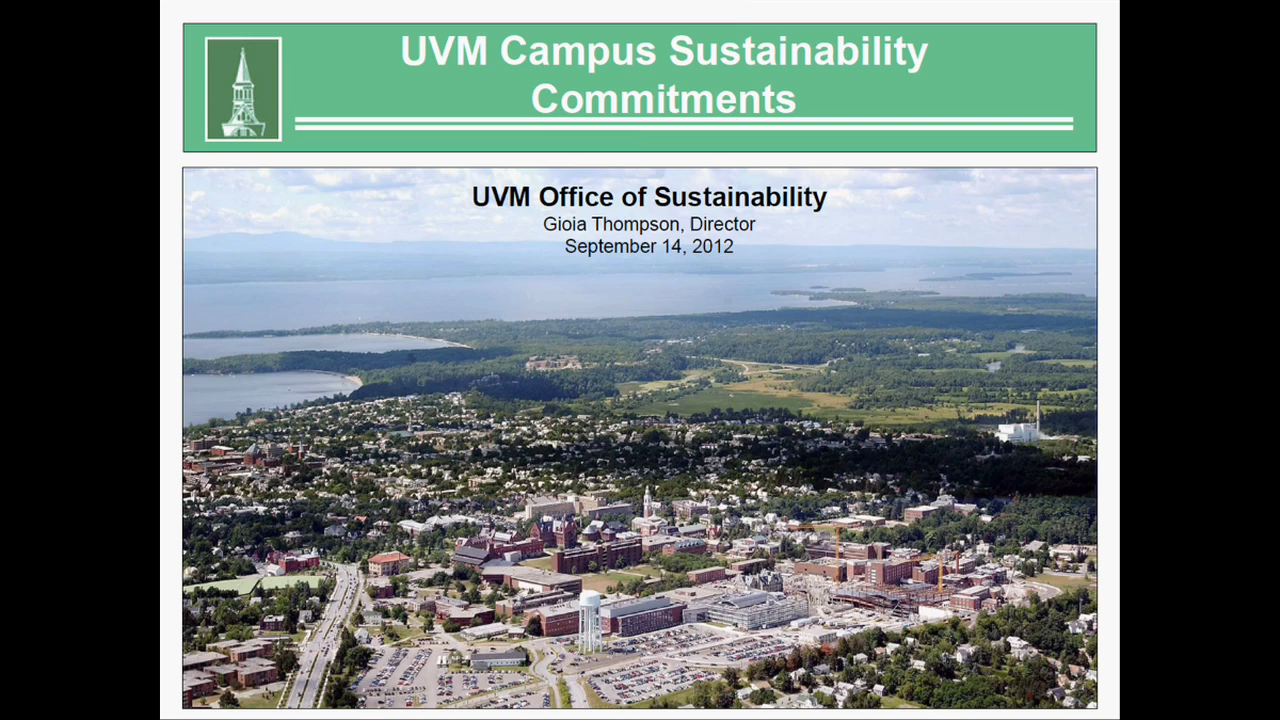 UVM Campus Sustainability
Commitments
UVM Office of Sustainability
Gioia Thompson, Director
September 14, 2012